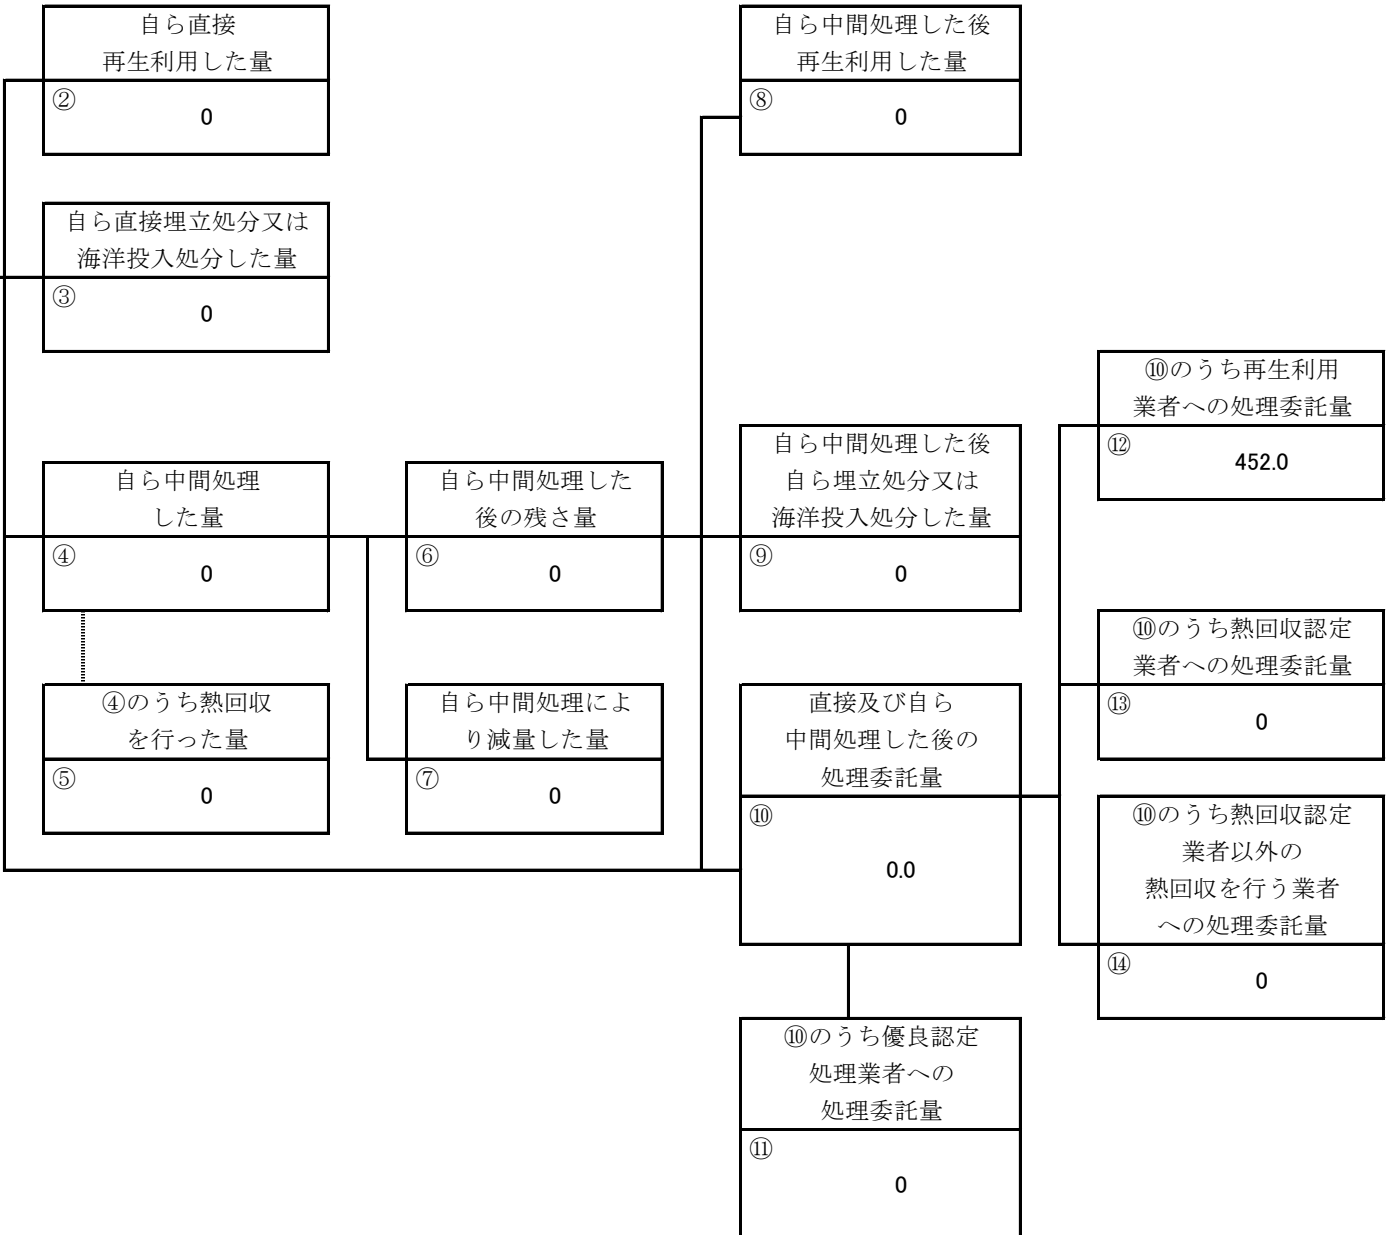 自ら直接
再生利用した量
②
0
自ら中間処理した後
再生利用した量
⑧
0
自ら直接埋立処分又は
海洋投入処分した量
③
0
⑩のうち再生利用
業者への処理委託量
⑫
452.0
自ら中間処理
した量
④
0
自ら中間処理した
後の残さ量
⑥
0
自ら中間処理した後
自ら埋立処分又は
海洋投入処分した量
⑨
0
⑩のうち熱回収認定
業者への処理委託量
⑬
0
④のうち熱回収
を行った量
⑤
0
自ら中間処理によ
り減量した量
⑦
0
直接及び自ら
中間処理した後の
処理委託量
⑩
0.0
⑩のうち熱回収認定
業者以外の
熱回収を行う業者
への処理委託量
⑭
0
⑩のうち優良認定
処理業者への
処理委託量
⑪
0